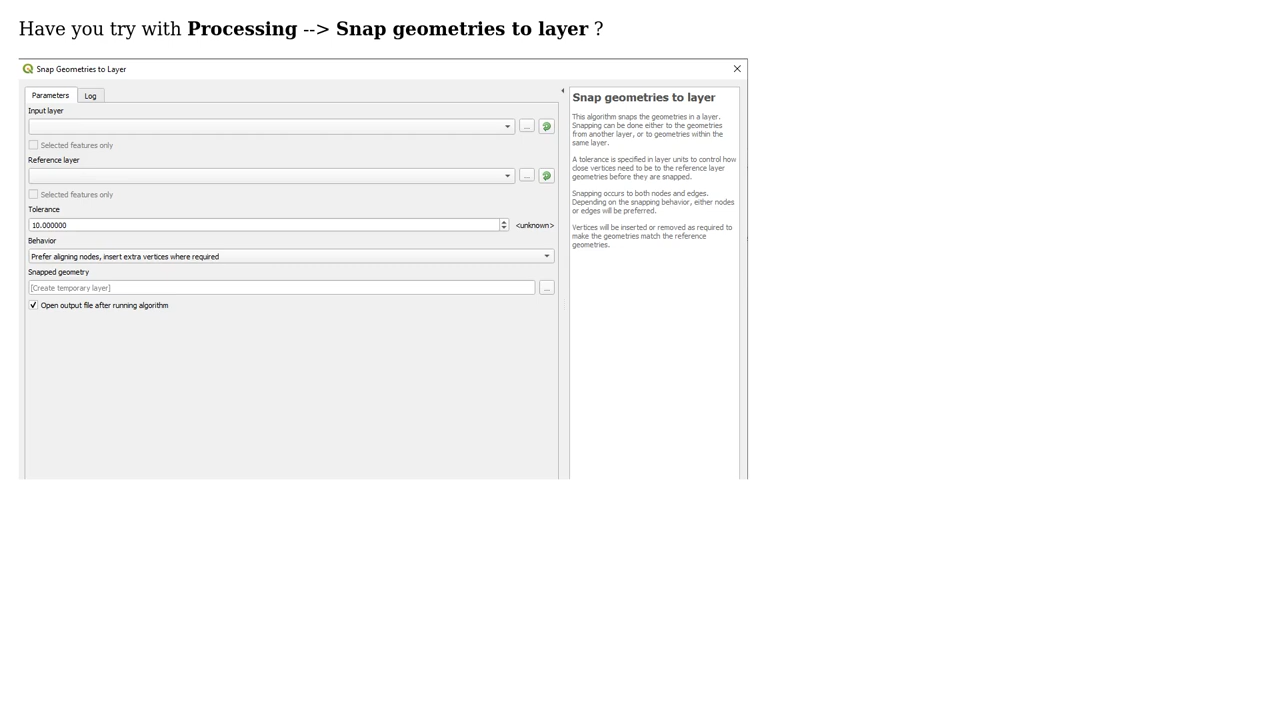 Have you try with Processing --> Snap geometries to layer ?
Snap Geometries to Layer
Parameters
Log
Input layer
...
Selected features only
Reference layer
...
Selected features only
Tolerance
10.000000
<unknown>
Behavior
Prefer aligning nodes, insert extra vertices where required
Snapped geometry
[Create temporary layer]
...
Open output file after running algorithm
Snap geometries to layer
This algorithm snaps the geometries in a layer.
Snapping can be done either to the geometries
from another layer, or to geometries within the
same layer.
A tolerance is specified in layer units to control how
close vertices need to be to the reference layer
geometries before they are snapped.
Snapping occurs to both nodes and edges.
Depending on the snapping behavior, either nodes
or edges will be preferred.
Vertices will be inserted or removed as required to
make the geometries match the reference
geometries.